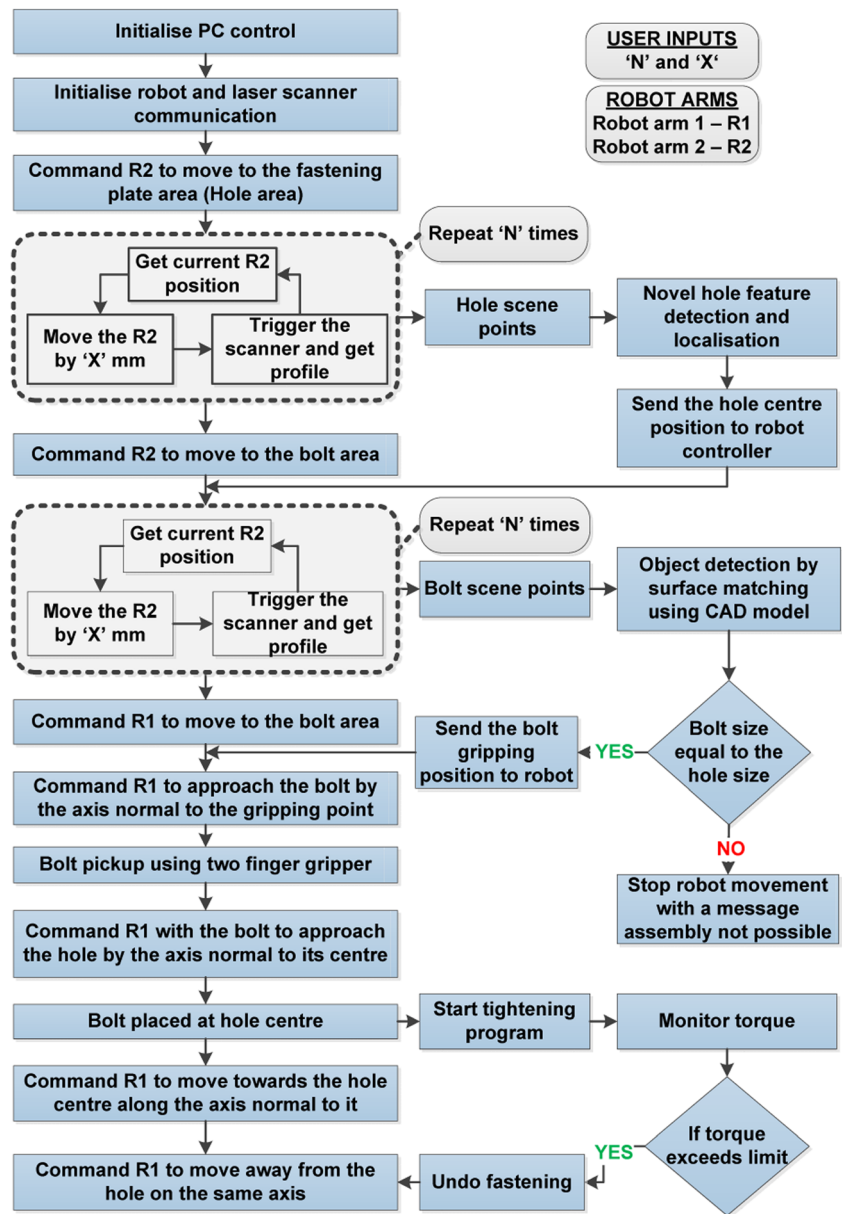 Initialise PC control
USER INPUTS
‘N’ and ‘X‘
Initialise robot and laser scanner
communication
ROBOT ARMS
Robot arm 1 – R1
Robot arm 2 – R2
Command R2 to move to the fastening
plate area (Hole area)
Repeat ‘N’ times
Get current R2
position
Move the R2
by ‘X’ mm
Trigger the
scanner and get
profile
Hole scene
points
Novel hole feature
detection and
localisation
Send the hole centre
position to robot
controller
Command R2 to move to the bolt area
Repeat ‘N’ times
Get current R2
position
Move the R2
by ‘X’ mm
Trigger the
scanner and get
profile
Bolt scene points
Object detection by
surface matching
using CAD model
Bolt size
equal to the
hole size
YES
Send the bolt
gripping
position to robot
NO
Stop robot movement
with a message
assembly not possible
Command R1 to move to the bolt area
Command R1 to approach the bolt by
the axis normal to the gripping point
Bolt pickup using two finger gripper
Command R1 with the bolt to approach
the hole by the axis normal to its centre
Bolt placed at hole centre
Start tightening
program
Monitor torque
Command R1 to move towards the hole
centre along the axis normal to it
If torque
exceeds limit
YES
Undo fastening
Command R1 to move away from the
hole on the same axis